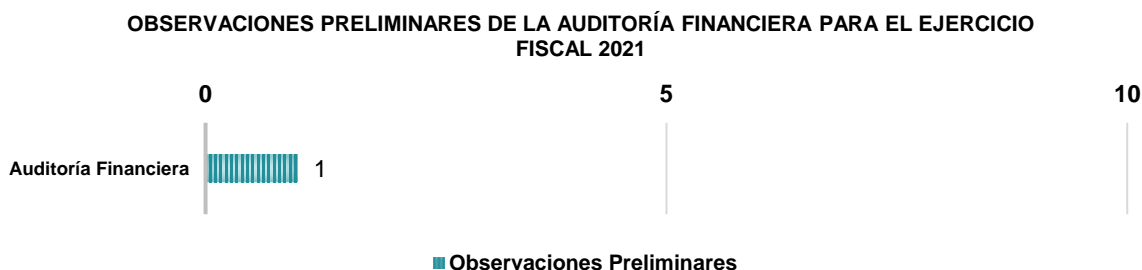 OBSERVACIONES PRELIMINARES DE LA AUDITORÍA FINANCIERA PARA EL EJERCICIO
FISCAL 2021
0 5 10
Auditoría Financiera 1
Observaciones Preliminares